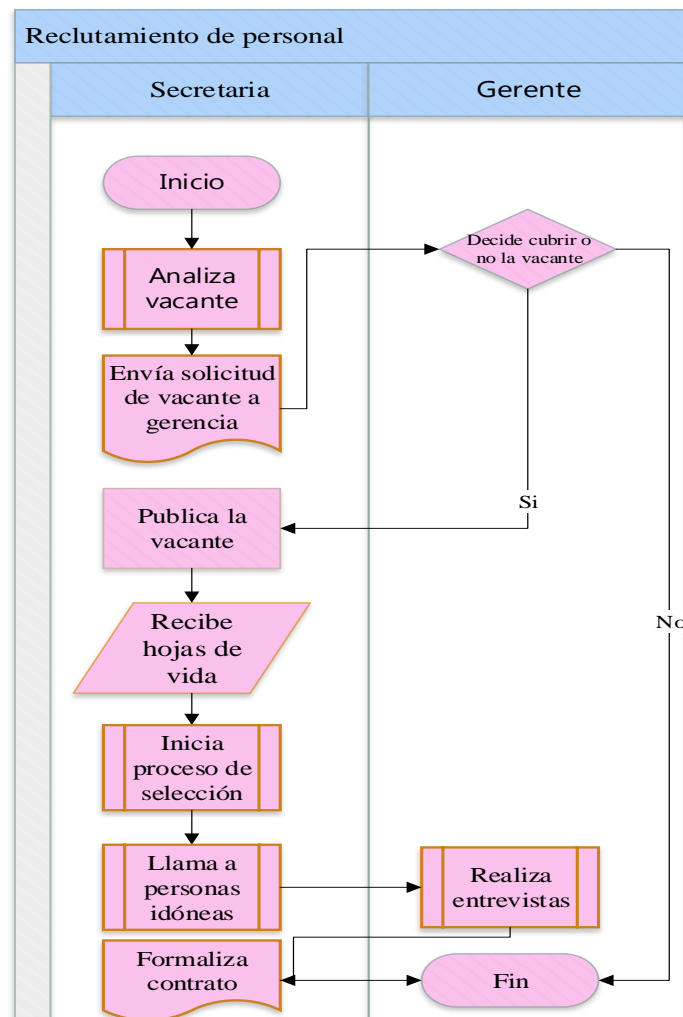 Reclutamiento de personal
Secretaria
Gerente
Inicio
Decide cubrir o
no la vacante
Analiza
vacante
Envía solicitud
de vacante a
gerencia
Si
Publica la
vacante
No
Recibe
hojas de
vida
Inicia
proceso de
selección
Llama a
personas
idóneas
Realiza
entrevistas
Formaliza
contrato
Fin